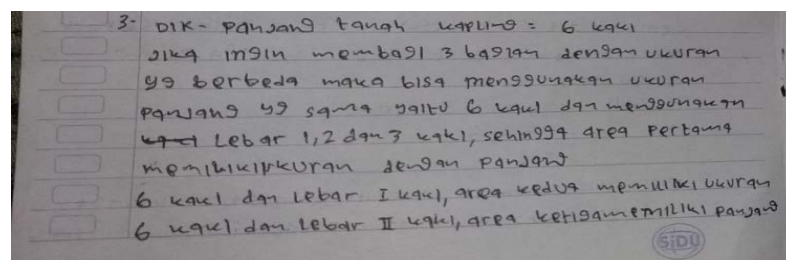 3- DIK - panjang tanah kapling = 6 kaki
jika ingin membagi 3 bagian dengan ukuran
yg berbeda maka bisa menggunakan ukuran
panjang yg sama yaitu 6 kaki dan menggunakan
lebar 1,2 dan 3 kaki, sehingga area pertama
memiliki ukuran dengan panjang
6 kaki dan lebar I kaki, area kedua memiliki ukuran
6 kaki dan lebar II kaki, area ketiga memiliki panjang
SiDU